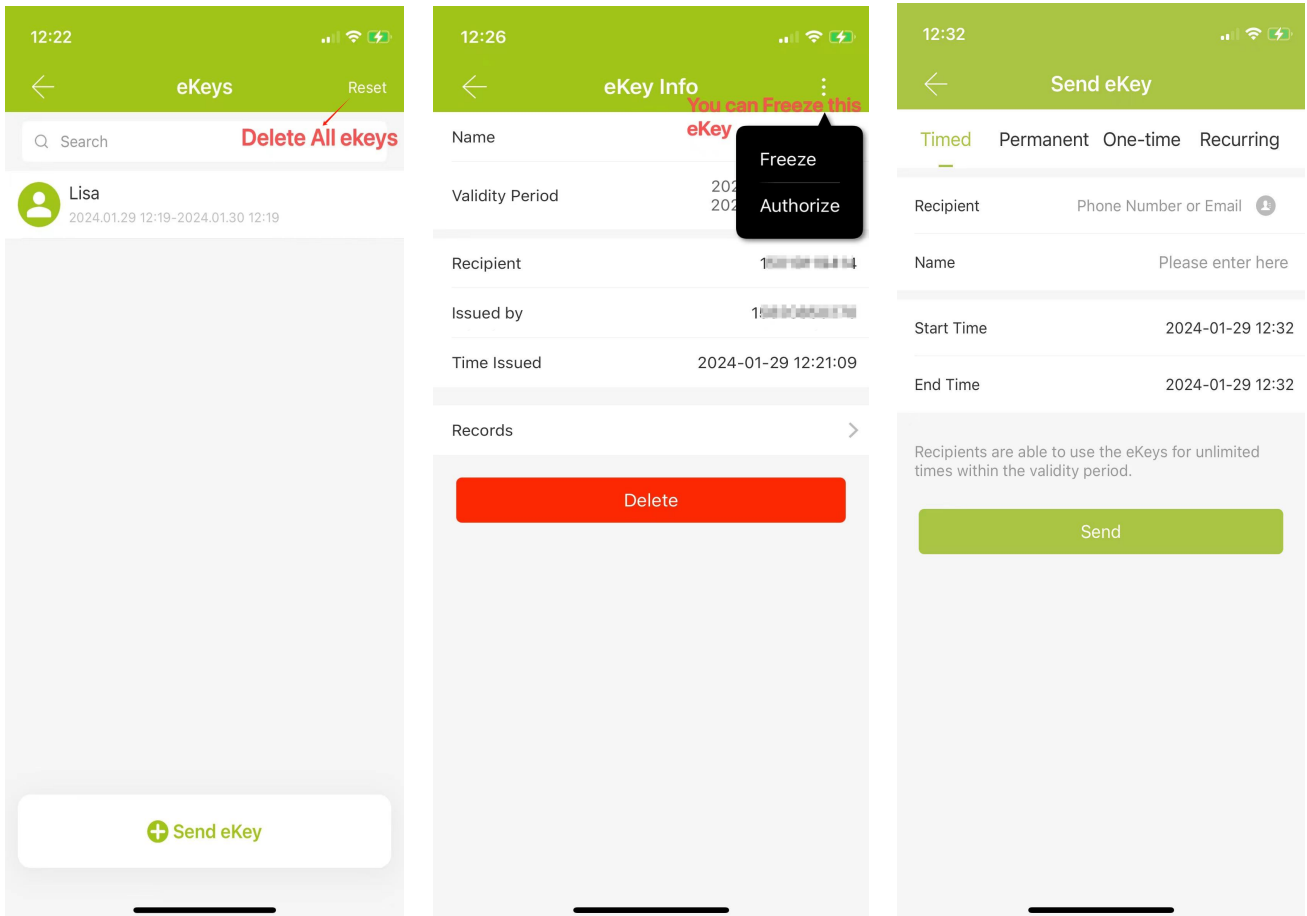 12:22
eKeys
Reset
Search
Delete All ekeys
Lisa
2024.01.29 12:19-2024.01.30 12:19
Send eKey
12:26
eKey Info
You can Freeze this
eKey
Name
Freeze
Validity Period
202
202
Authorize
Recipient
Issued by
Time Issued 2024-01-29 12:21:09
Records
Delete
12:32
Send eKey
Timed Permanent One-time Recurring
Recipient Phone Number or Email
Name Please enter here
Start Time 2024-01-29 12:32
End Time 2024-01-29 12:32
Recipients are able to use the eKeys for unlimited
times within the validity period.
Send